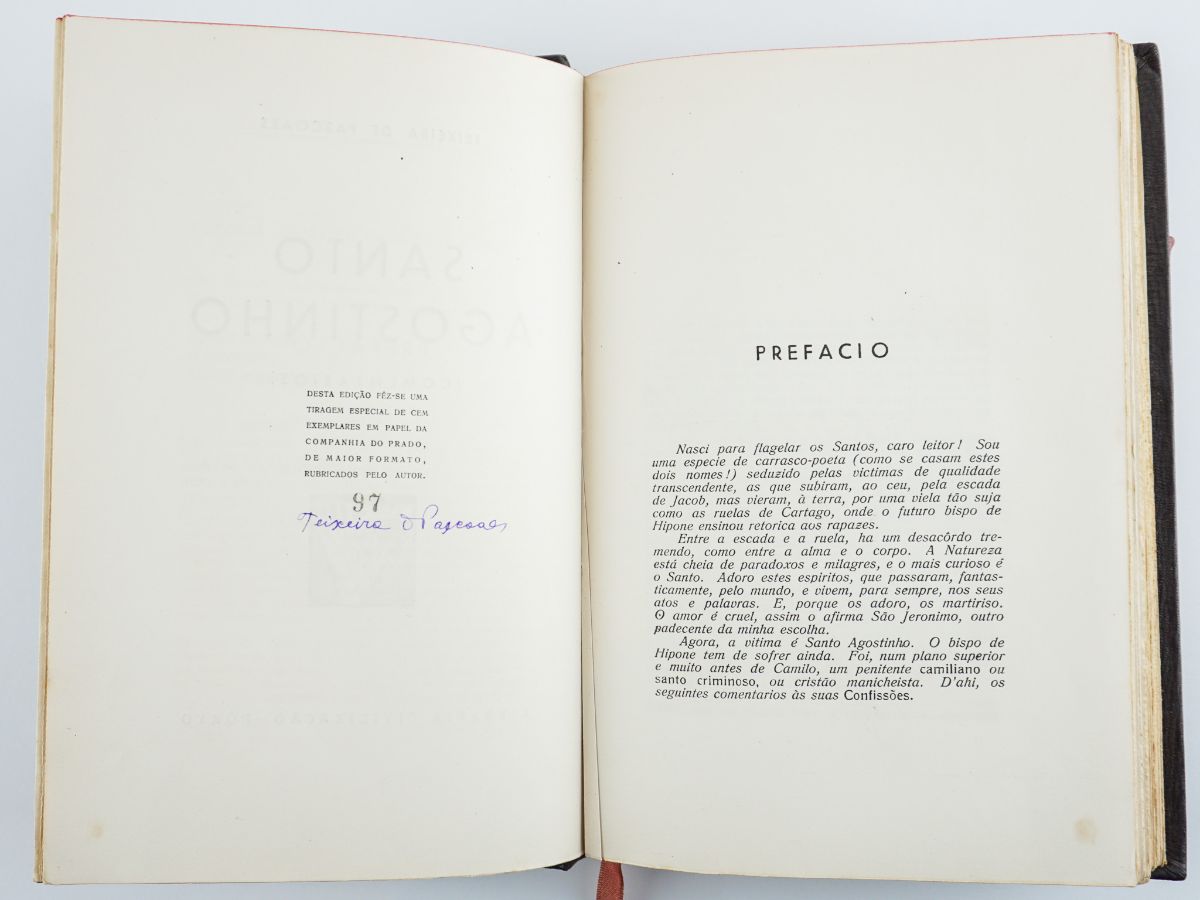 DESTA EDIÇÃO FÊZ-SE UMA
TIRAGEM ESPECIAL DE CEM
EXEMPLARES EM PAPEL DA
COMPANHIA DO PRADO,
DE MAIOR FORMATO,
RUBRICADOS PELO AUTOR.
97
Teixeira de Pascoaes
PREFACIO
Nasci para flagelar os Santos, caro leitor! Sou
uma especie de carrasco-poeta (como se casam estes
dois nomes!) seduzido pelas victimas de qualidade
transcendente, as que subiram, ao ceu, pela escada
de Jacob, mas vieram, à terra, por uma viela tão suja
como as ruelas de Cartago, onde o futuro bispo de
Hipone ensinou retorica aos rapazes.
Entre a escada e a ruela, ha um desacôrdo tre-
mendo, como entre a alma e o corpo. A Natureza
está cheia de paradoxos e milagres, e o mais curioso é
o Santo. Adoro estes espiritos, que passaram, fantas-
ticamente, pelo mundo, e vivem, para sempre, nos seus
atos e palavras. E, porque os adoro, os martiriso.
O amor é cruel, assim o afirma São Jeronimo, outro
padecente da minha escolha.
Agora, a vitima é Santo Agostinho. O bispo de
Hipone tem de sofrer ainda. Foi, num plano superior
e muito antes de Camilo, um penitente camiliano ou
santo criminoso, ou cristão manicheista. D'ahi, os
seguintes comentarios às suas Confissões.